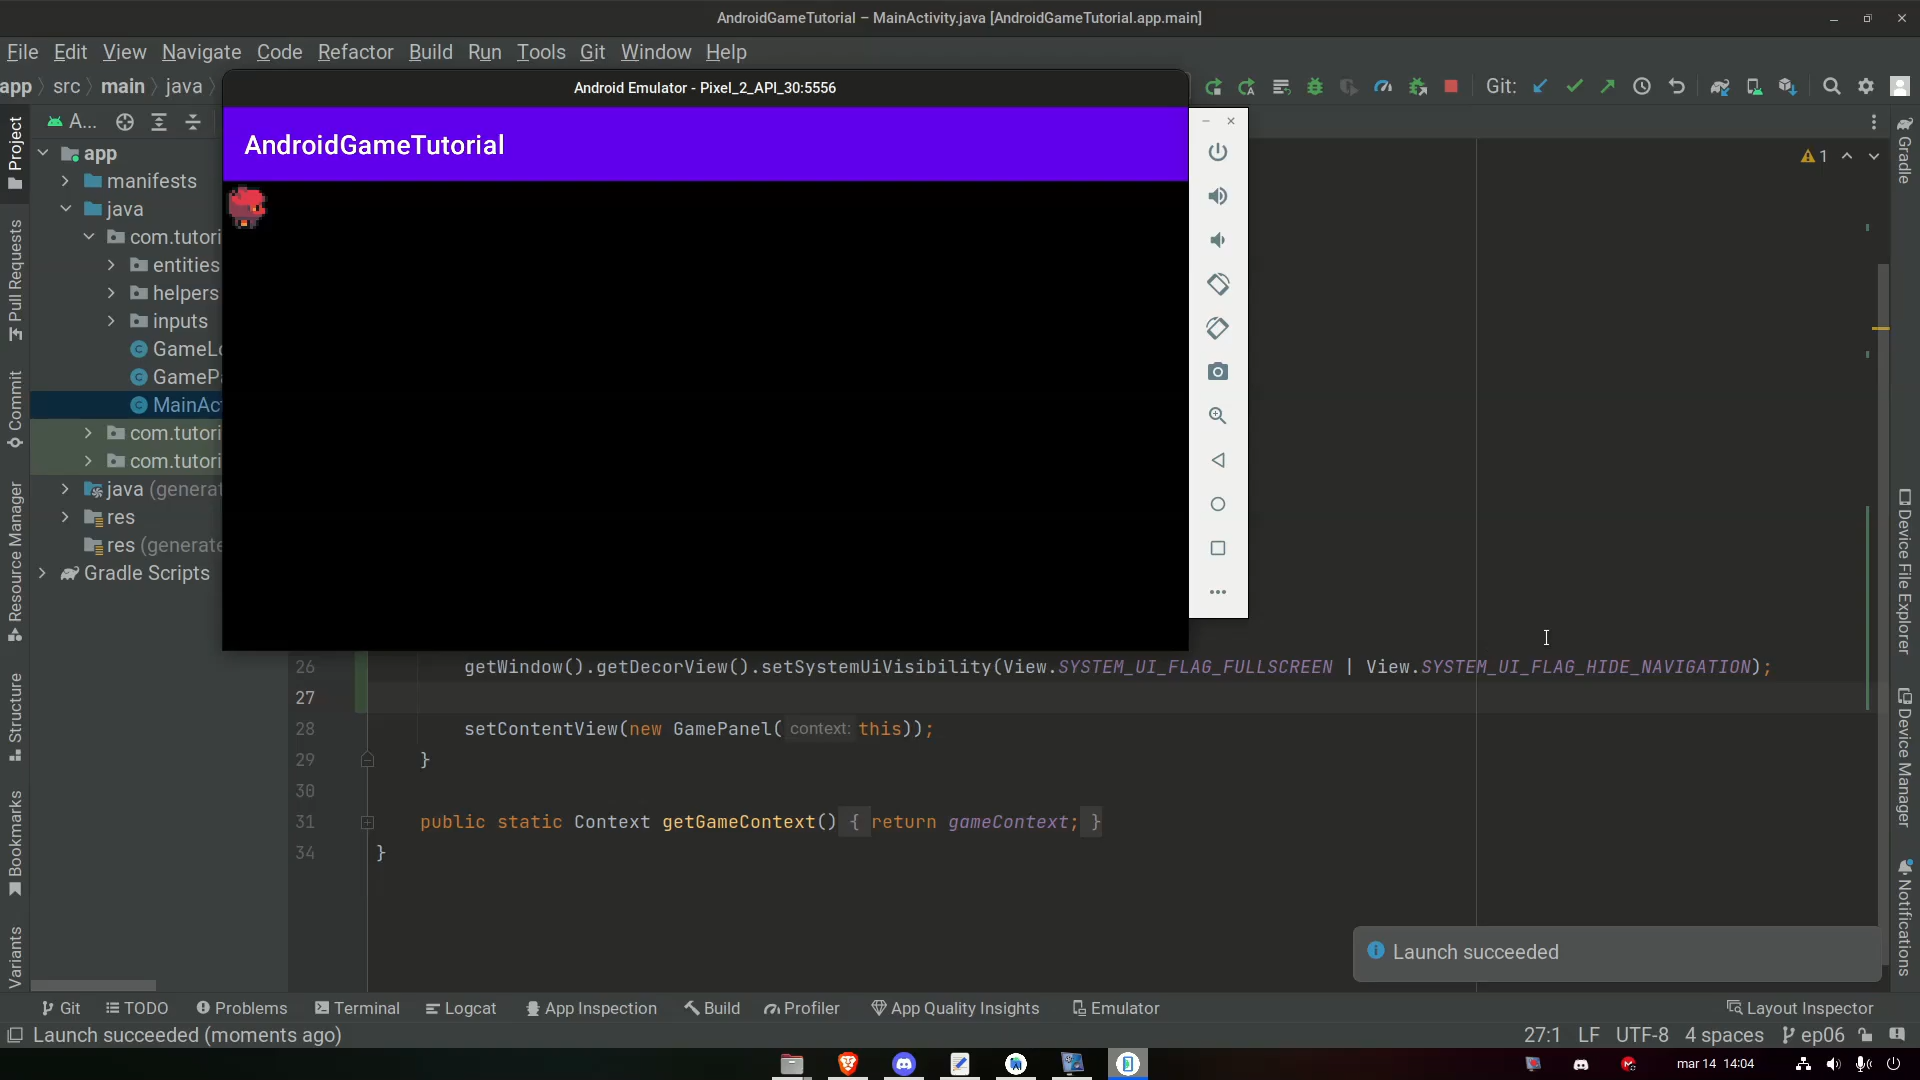 AndroidGameTutorial – MainActivity.java [AndroidGameTutorial.app.main]
File Edit View Navigate Code Refactor Build Run Tools Git Window Help
app src main java
Git:
Android Emulator - Pixel_2_API_30:5556
A...
AndroidGameTutorial
1
app
manifests
java
com.tutori
entities
helpers
inputs
GameL
GameP
MainAc
com.tutori
com.tutori
java (generat
res
res (generate
Gradle Scripts
Project
Pull Requests
Commit
Resource Manager
Structure
Bookmarks
Variants
Gradle
Device File Explorer
Device Manager
Notifications
26 getWindow().getDecorView().setSystemUiVisibility(View.SYSTEM_UI_FLAG_FULLSCREEN | View.SYSTEM_UI_FLAG_HIDE_NAVIGATION);
27
28 setContentView(new GamePanel( context: this));
29 }
30
31 public static Context getGameContext() { return gameContext; }
34 }
Launch succeeded
Git TODO Problems Terminal Logcat App Inspection Build Profiler App Quality Insights Emulator Layout Inspector
Launch succeeded (moments ago) 27:1 LF UTF-8 4 spaces ep06
mar 14 14:04